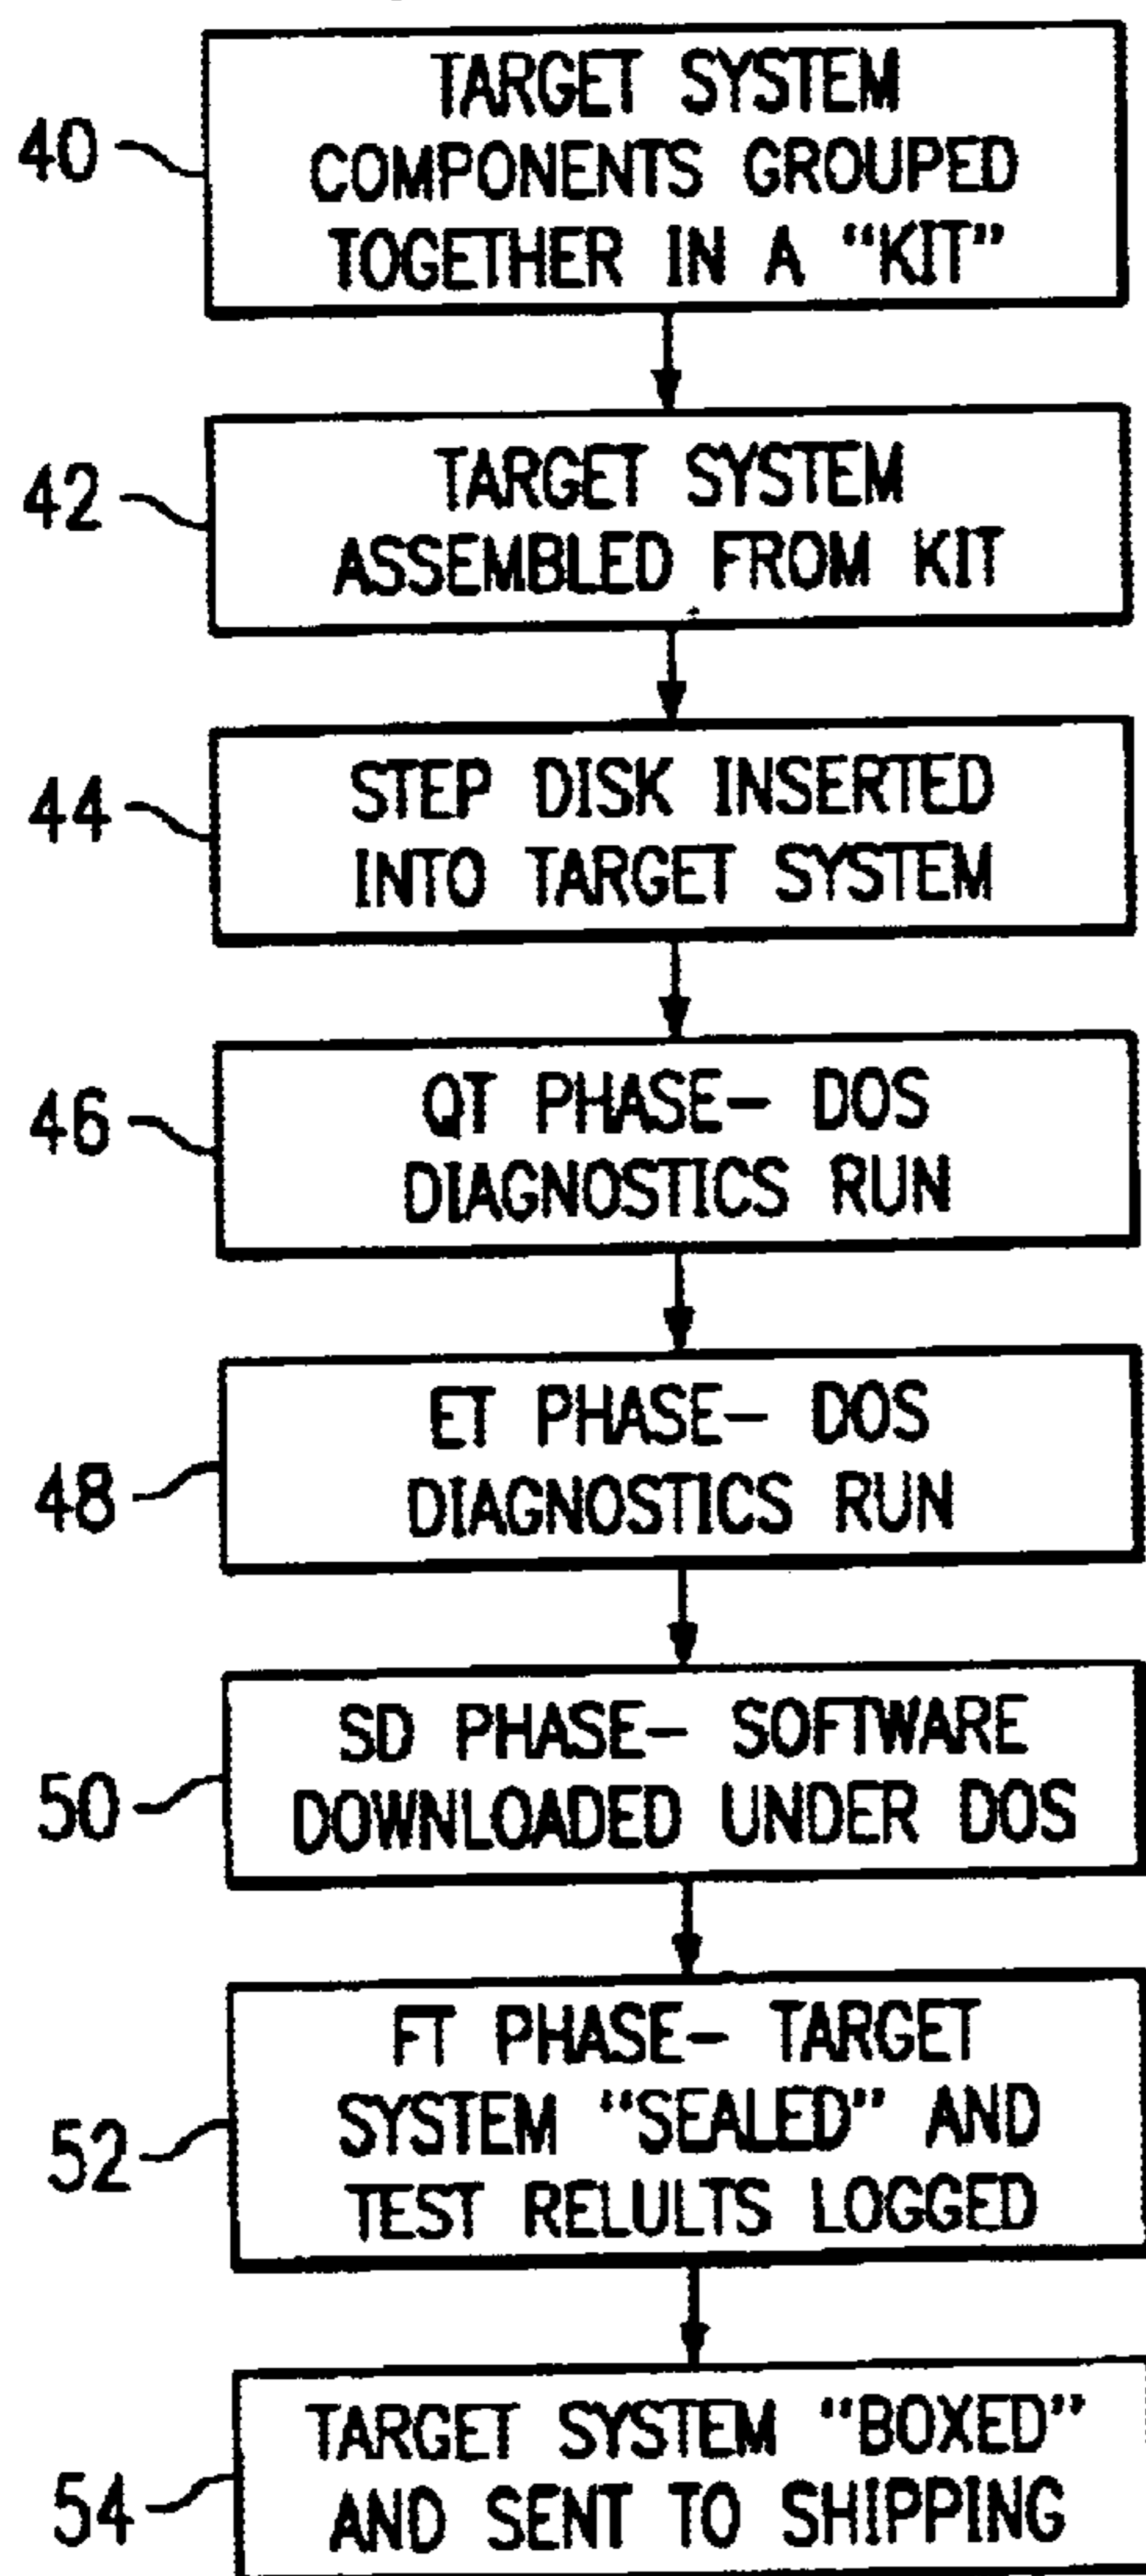 40
TARGET SYSTEM
COMPONENTS GROUPED
TOGETHER IN A “KIT”
42
TARGET SYSTEM
ASSEMBLED FROM KIT
44
STEP DISK INSERTED
INTO TARGET SYSTEM
46
QT PHASE– DOS
DIAGNOSTICS RUN
48
ET PHASE– DOS
DIAGNOSTICS RUN
50
SD PHASE– SOFTWARE
DOWNLOADED UNDER DOS
52
FT PHASE– TARGET
SYSTEM “SEALED” AND
TEST RELULTS LOGGED
54
TARGET SYSTEM “BOXED”
AND SENT TO SHIPPING